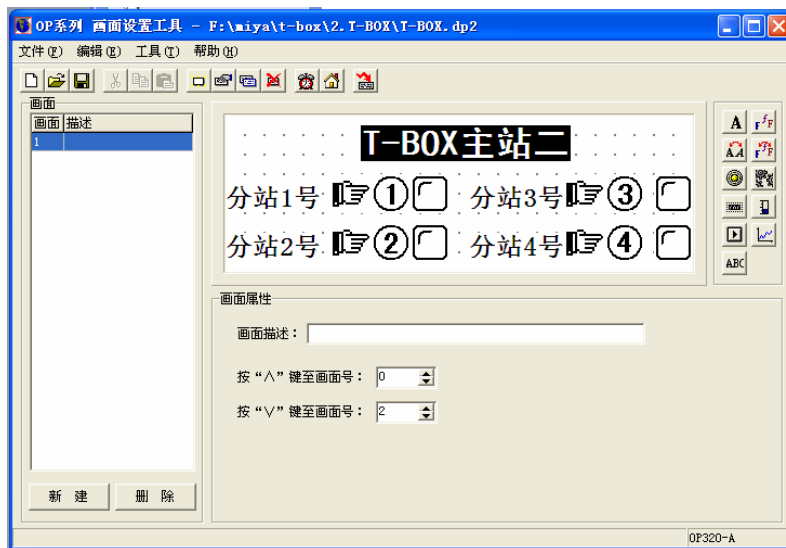 OP系列 画面设置工具 - F:\miya\t-box\2.T-BOX\T-BOX.dp2
文件(F) 编辑(E) 工具(T) 帮助(H)
画面
画面 描述
1
T-BOX主站二
分站1号 ① 分站3号 ③
分站2号 ② 分站4号 ④
A F f F
A A F F
ABC
画面属性
画面描述：
按“∧”键至画面号： 0
按“∨”键至画面号： 2
新 建 删 除
OP320-A